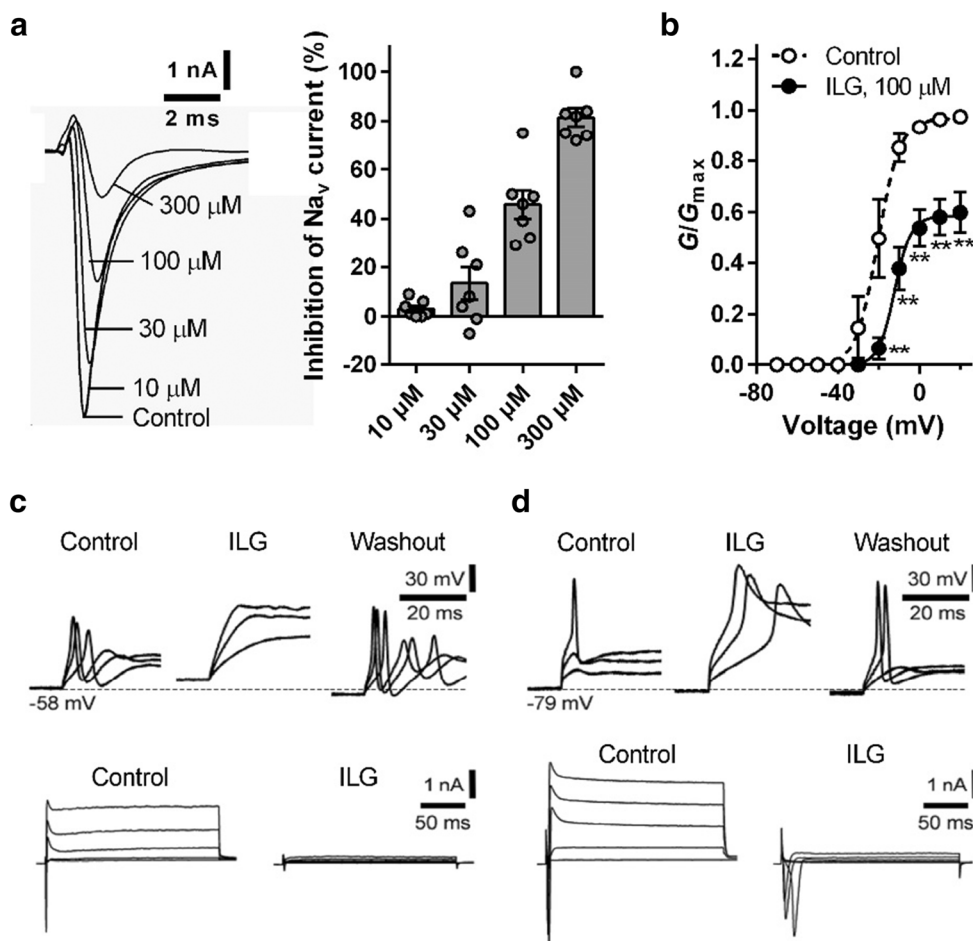 a
1 nA
2 ms
300 µM
100 µM
30 µM
10 µM
Control
Inhibition of Nav current (%)
100
80
60
40
20
0
-20
10 µM
30 µM
100 µM
300 µM
b
Control
ILG, 100 µM
G/Gmax
1.2
1.0
0.8
0.6
0.4
0.2
0.0
**
**
**
**
**
-80
-40
0
Voltage (mV)
c
Control
ILG
Washout
30 mV
20 ms
-58 mV
Control
ILG
1 nA
50 ms
d
Control
ILG
Washout
30 mV
20 ms
-79 mV
Control
ILG
1 nA
50 ms